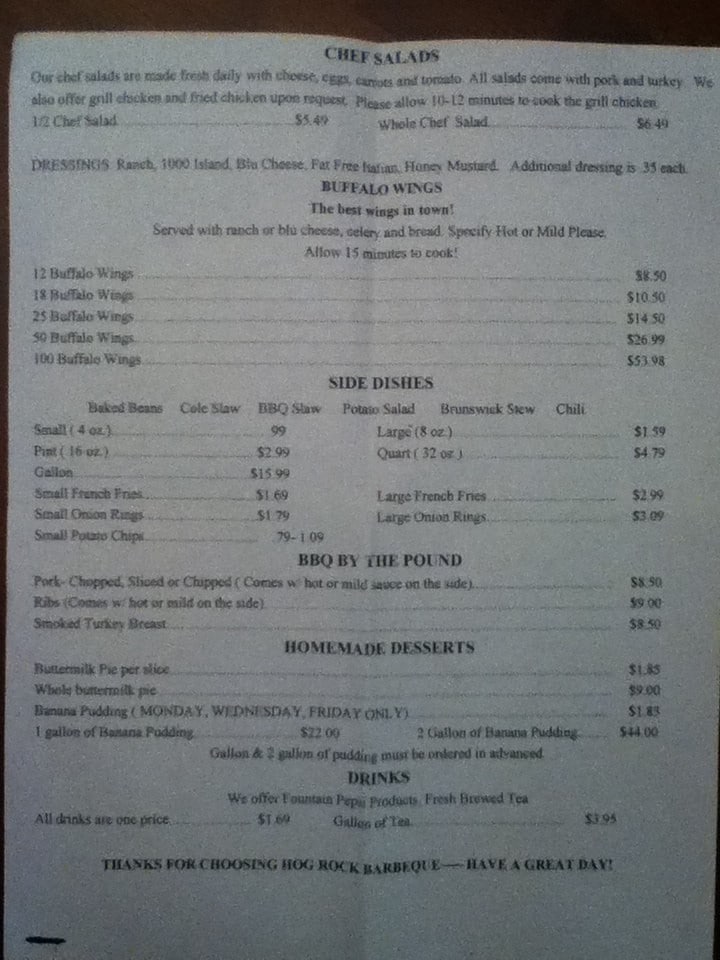 CHEF SALADS
Our chef salads are made fresh daily with cheese, eggs, carrots and tomato. All salads come with pork and turkey. We
also offer grill chicken and fried chicken upon request. Please allow 10-12 minutes to cook the grill chicken.
1/2 Chef Salad $5.49 Whole Chef Salad $6.49
DRESSINGS Ranch, 1000 Island, Blu Cheese, Fat Free Italian, Honey Mustard. Additional dressing is .35 each.
BUFFALO WINGS
The best wings in town!
Served with ranch or blu cheese, celery and bread. Specify Hot or Mild Please.
Allow 15 minutes to cook!
12 Buffalo Wings $8.50
18 Buffalo Wings $10.50
25 Buffalo Wings $14.50
50 Buffalo Wings $26.99
100 Buffalo Wings $53.98
SIDE DISHES
Baked Beans Cole Slaw BBQ Slaw Potato Salad Brunswick Stew Chili
Small ( 4 oz.) .99 Large (8 oz.) $1.59
Pint ( 16 oz.) $2.99 Quart ( 32 oz.) $4.79
Gallon $15.99
Small French Fries $1.69 Large French Fries $2.99
Small Onion Rings $1.79 Large Onion Rings $3.09
Small Potato Chips .79-1.09
BBQ BY THE POUND
Pork- Chopped, Sliced or Chipped ( Comes w/ hot or mild sauce on the side) $8.50
Ribs (Comes w/ hot or mild on the side) $9.00
Smoked Turkey Breast $8.50
HOMEMADE DESSERTS
Buttermilk Pie per slice $1.85
Whole buttermilk pie $9.00
Banana Pudding ( MONDAY, WEDNESDAY, FRIDAY ONLY) $1.85
1 gallon of Banana Pudding $22.00 2 Gallon of Banana Pudding $44.00
Gallon & 2 gallon of pudding must be ordered in advanced.
DRINKS
We offer Fountain Pepsi Products, Fresh Brewed Tea
All drinks are one price $1.69 Gallon of Tea $3.95
THANKS FOR CHOOSING HOG ROCK BARBEQUE----HAVE A GREAT DAY!